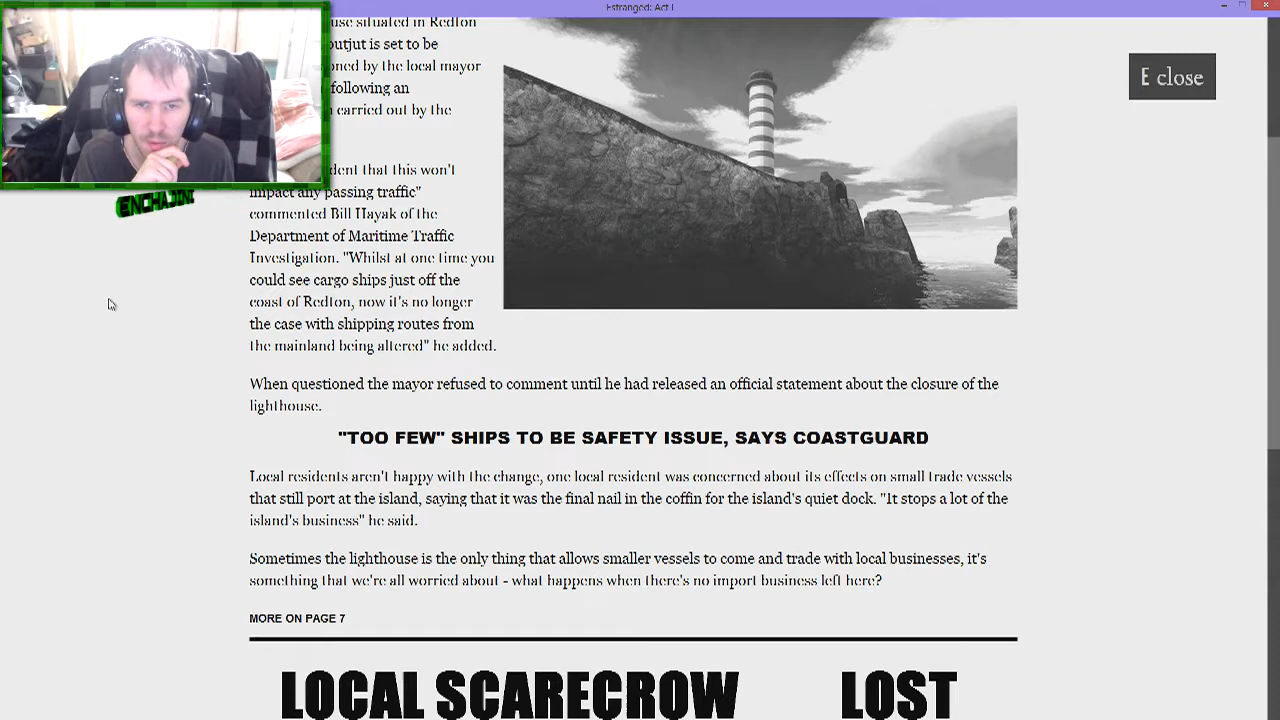 Estranged: Act I
use situated in Redton
is set to be
by the local mayor
following an
carried out by the
E close
that this won't
impact any passing traffic"
commented Bill Hayak of the
Department of Maritime Traffic
Investigation. "Whilst at one time you
could see cargo ships just off the
coast of Redton, now it's no longer
the case with shipping routes from
the mainland being altered" he added.
ENCHADINE
When questioned the mayor refused to comment until he had released an official statement about the closure of the
lighthouse.
"TOO FEW" SHIPS TO BE SAFETY ISSUE, SAYS COASTGUARD
Local residents aren't happy with the change, one local resident was concerned about its effects on small trade vessels
that still port at the island, saying that it was the final nail in the coffin for the island's quiet dock. "It stops a lot of the
island's business" he said.
Sometimes the lighthouse is the only thing that allows smaller vessels to come and trade with local businesses, it's
something that we're all worried about - what happens when there's no import business left here?
MORE ON PAGE 7
LOCAL SCARECROW
LOST